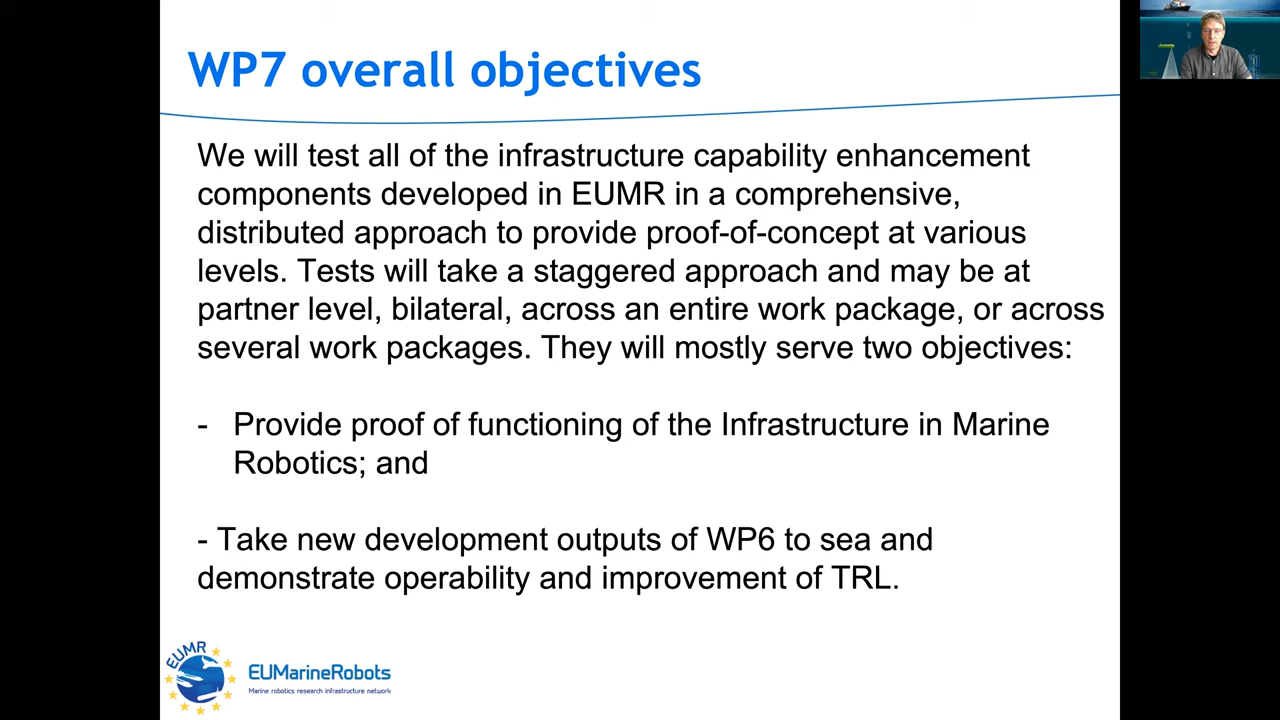 WP7 overall objectives
We will test all of the infrastructure capability enhancement
components developed in EUMR in a comprehensive,
distributed approach to provide proof-of-concept at various
levels. Tests will take a staggered approach and may be at
partner level, bilateral, across an entire work package, or across
several work packages. They will mostly serve two objectives:
- Provide proof of functioning of the Infrastructure in Marine
Robotics; and
- Take new development outputs of WP6 to sea and
demonstrate operability and improvement of TRL.
EUMR
EUMarineRobots
Marine robotics research infrastructure network